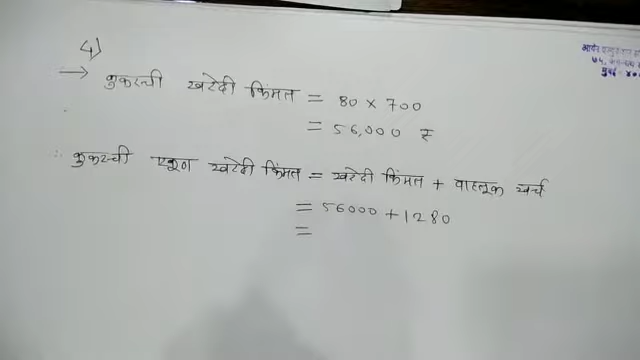 4)
→ कुकरची खरेदी किंमत = 80 × 700
= 56,000 ₹
∴ कुकरची एकूण खरेदी किंमत = खरेदी किंमत + वाहतूक खर्च
= 56000 + 1280
=